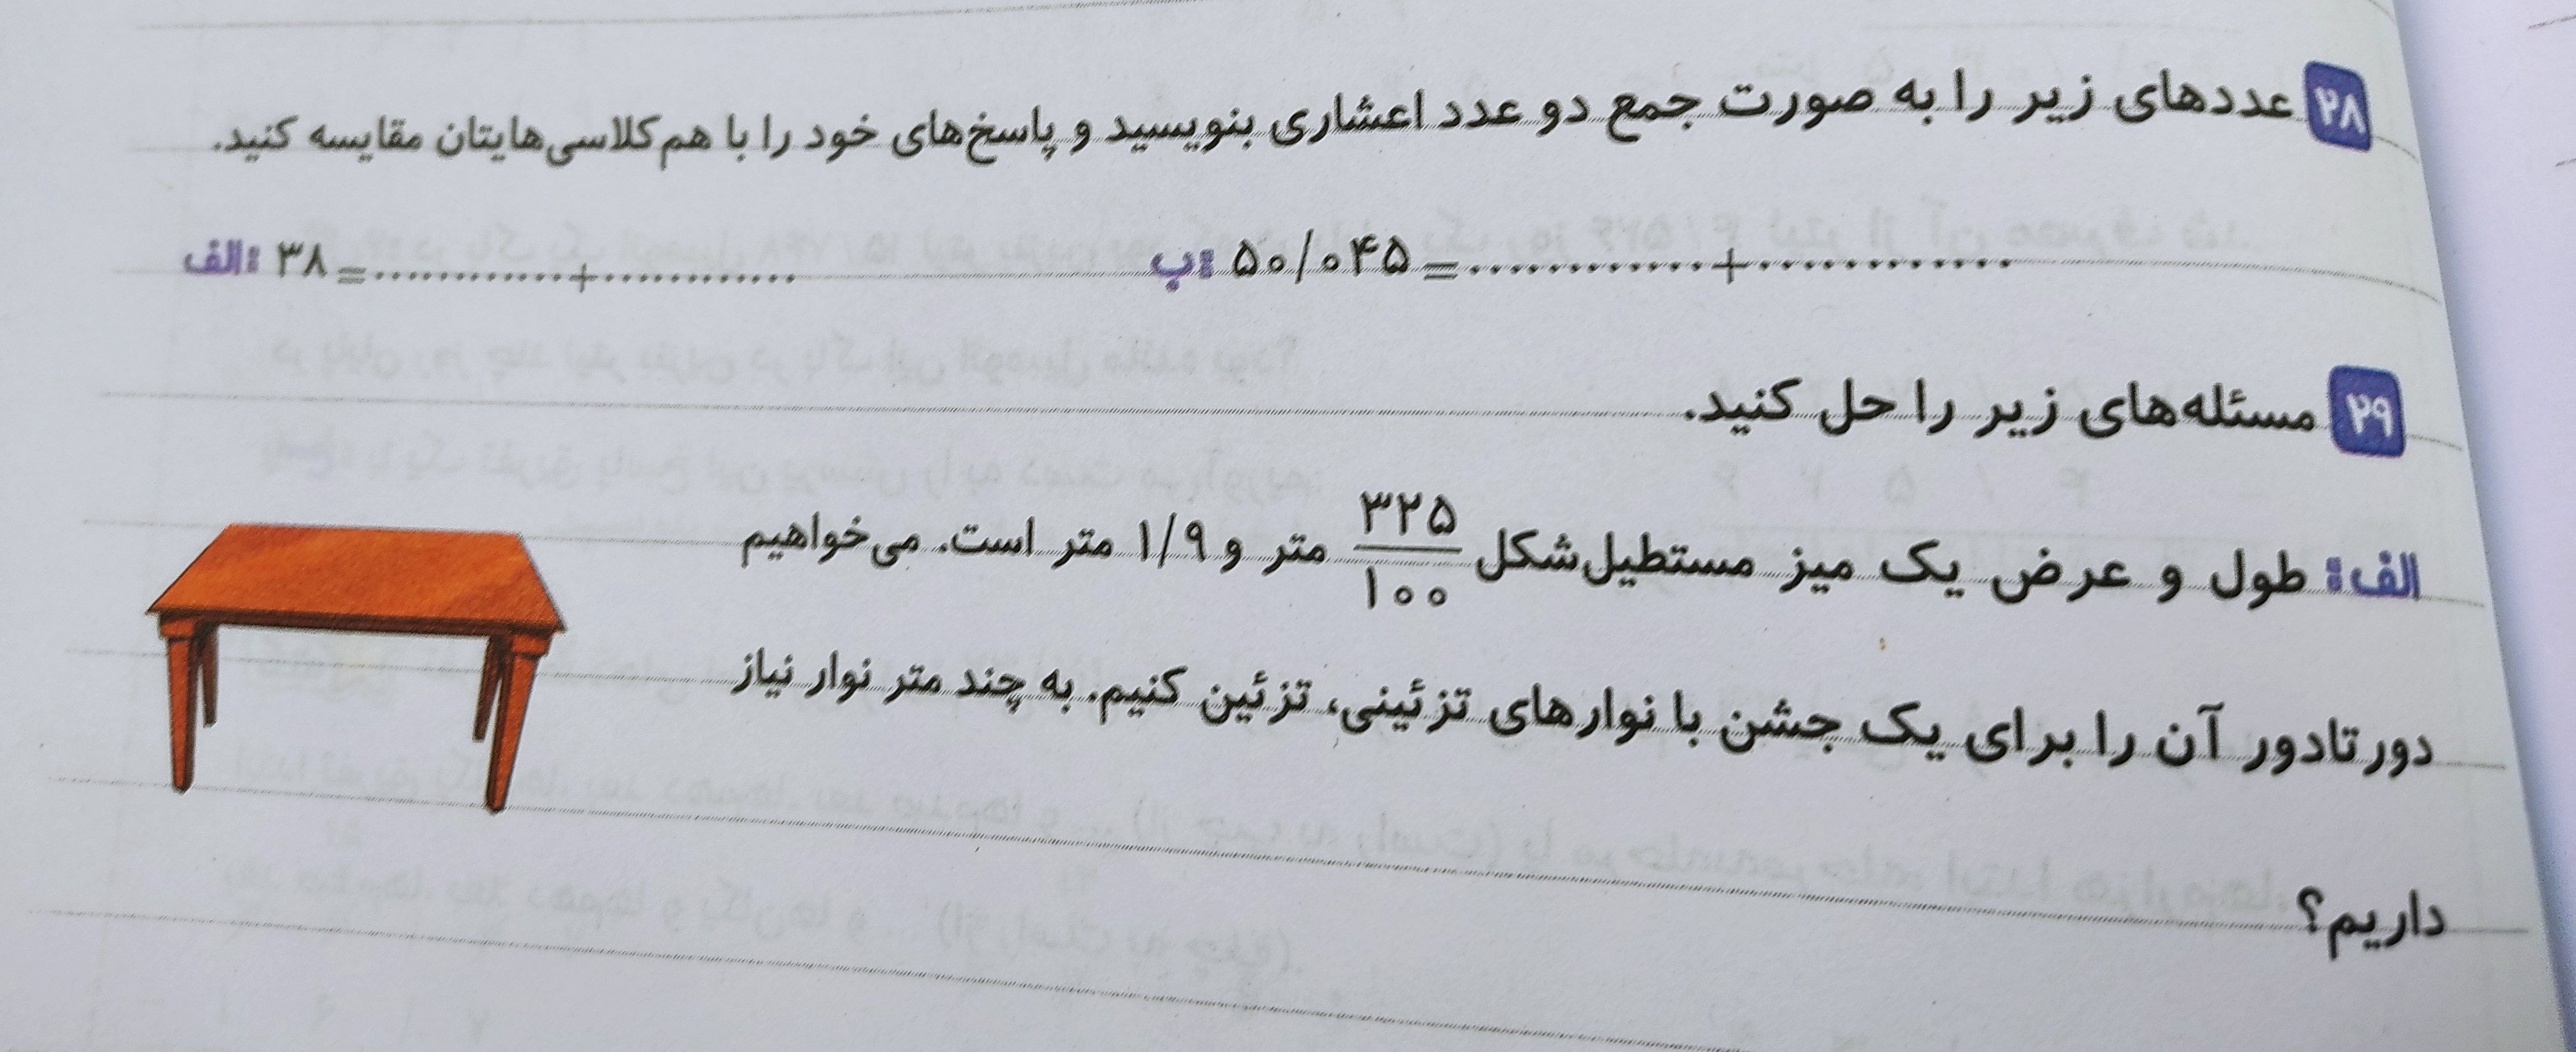 ۲۸ عددهای زیر را به صورت جمع دو عدد اعشاری بنویسید و پاسخ‌های خود را با هم‌کلاسی‌هایتان مقایسه کنید.
الف: ۳۸ = ............ + ............ ب: ۵۰/۰۴۵ = ............ + ............
۲۹ مسئله‌های زیر را حل کنید.
الف: طول و عرض یک میز مستطیل‌شکل ۳۲۵/۱۰۰ متر و ۱/۹ متر است. می‌خواهیم
دور تا دور آن را برای یک جشن با نوارهای تزئینی، تزئین کنیم. به چند متر نوار نیاز
داریم؟